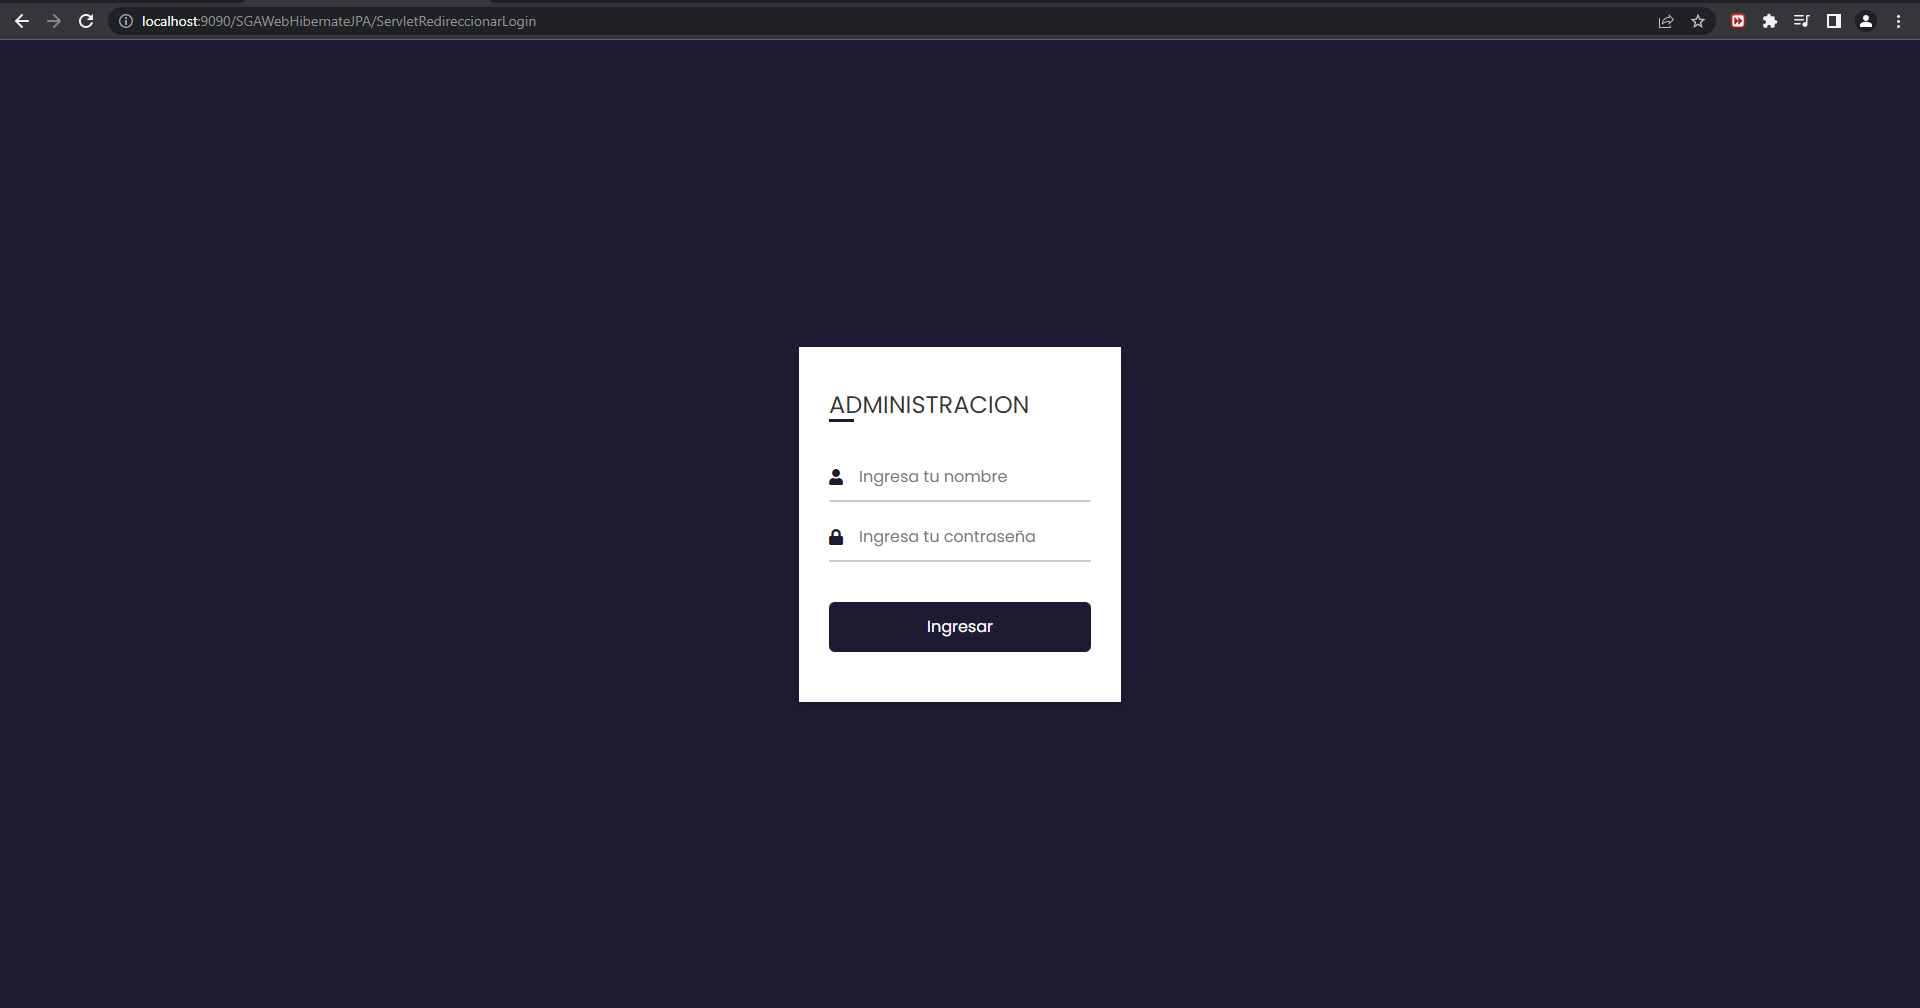 localhost:9090/SGAWebHibernateJPA/ServletRedireccionarLogin
ADMINISTRACION
Ingresa tu nombre
Ingresa tu contraseña
Ingresar